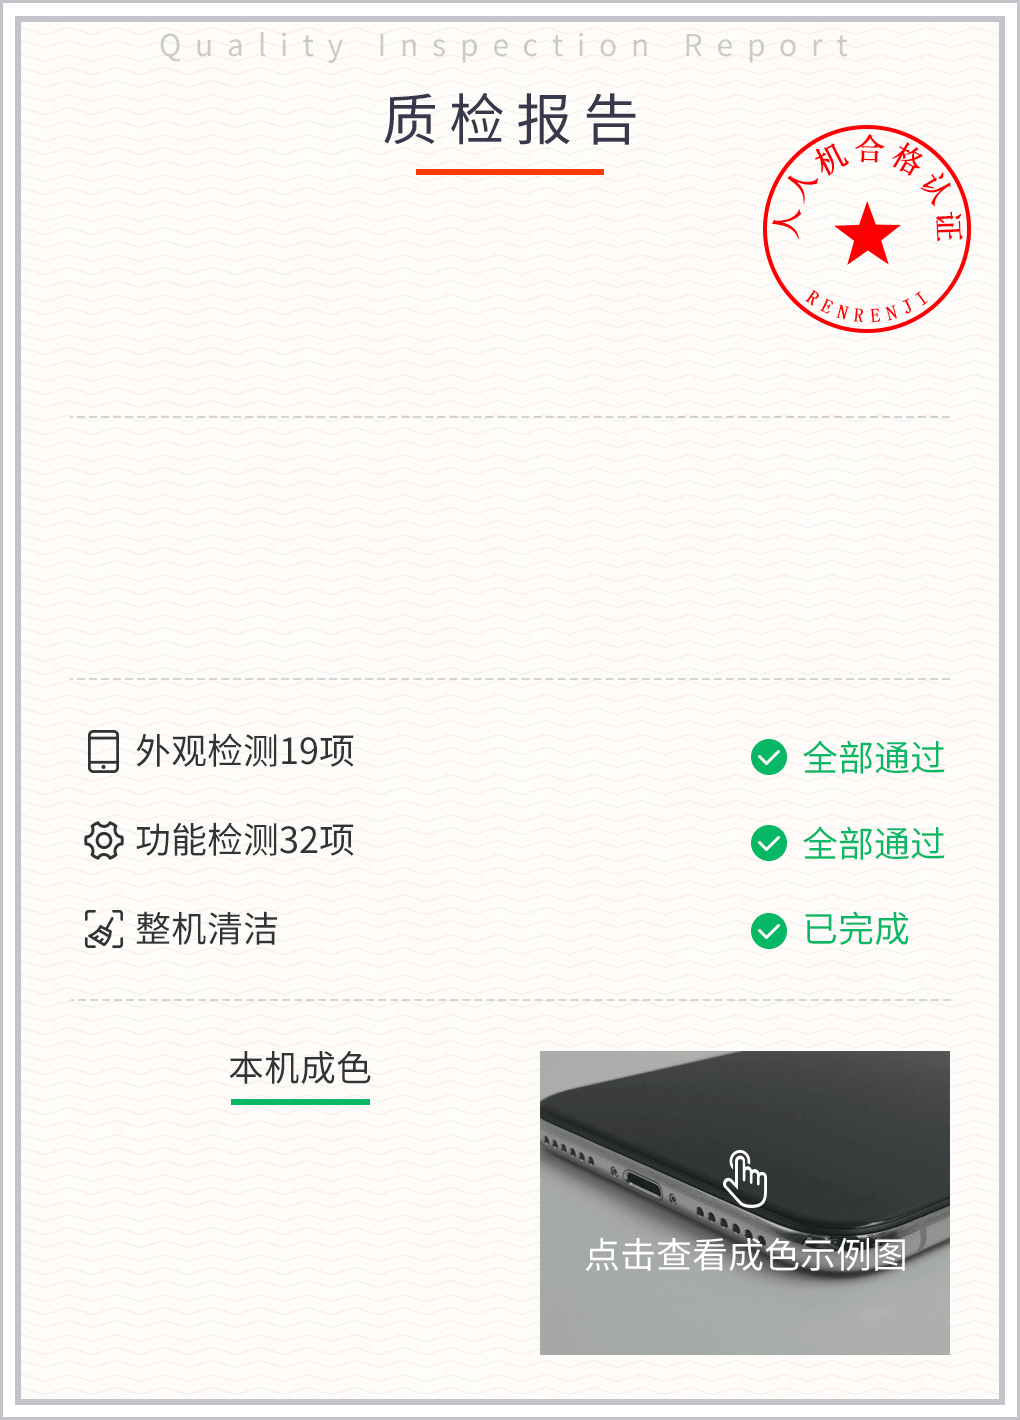 Quality Inspection Report
质检报告
人人机合格认证
RENRENJI
外观检测19项
全部通过
功能检测32项
全部通过
整机清洁
已完成
本机成色
点击查看成色示例图